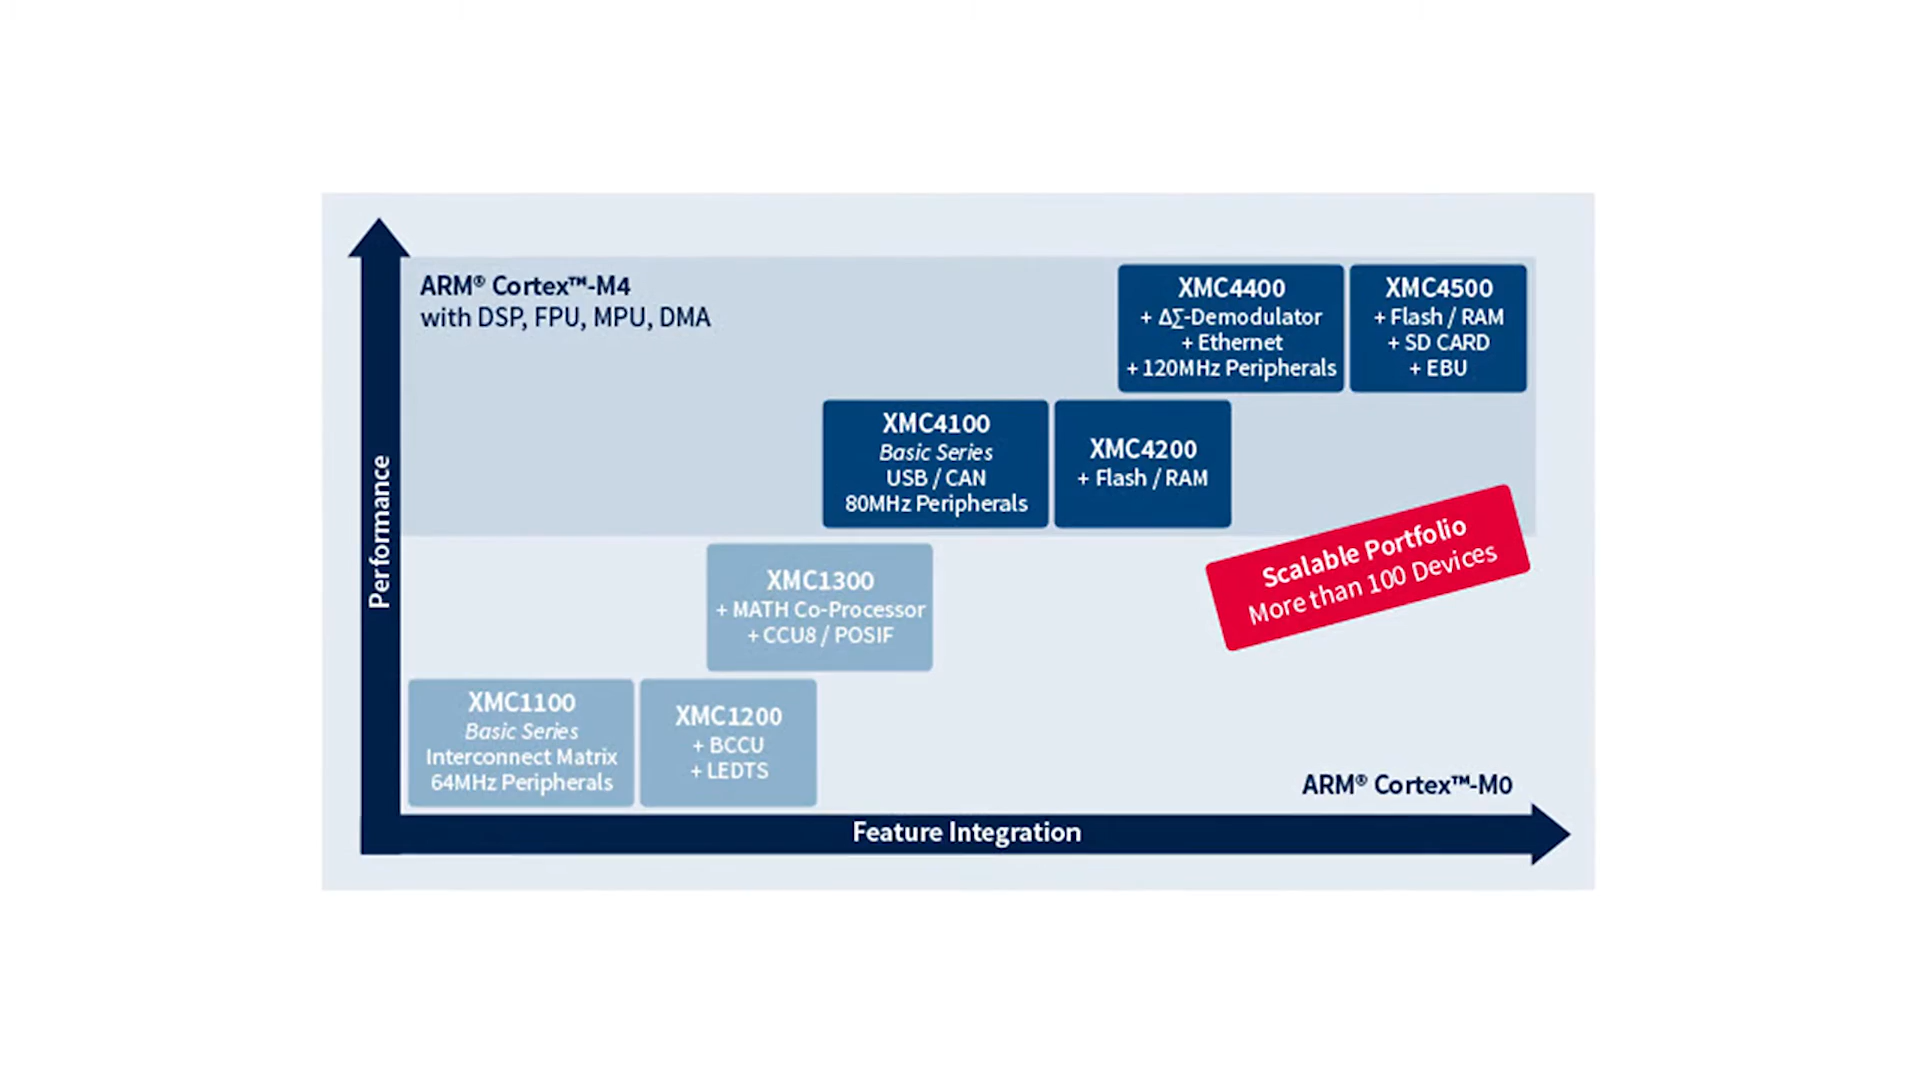 ARM® Cortex™-M4
with DSP, FPU, MPU, DMA
XMC4400
+ Δ∑-Demodulator
+ Ethernet
+ 120MHz Peripherals
XMC4500
+ Flash / RAM
+ SD CARD
+ EBU
XMC4100
Basic Series
USB / CAN
80MHz Peripherals
XMC4200
+ Flash / RAM
Performance
Scalable Portfolio
More than 100 Devices
XMC1300
+ MATH Co-Processor
+ CCU8 / POSIF
XMC1100
Basic Series
Interconnect Matrix
64MHz Peripherals
XMC1200
+ BCCU
+ LEDTS
ARM® Cortex™-M0
Feature Integration